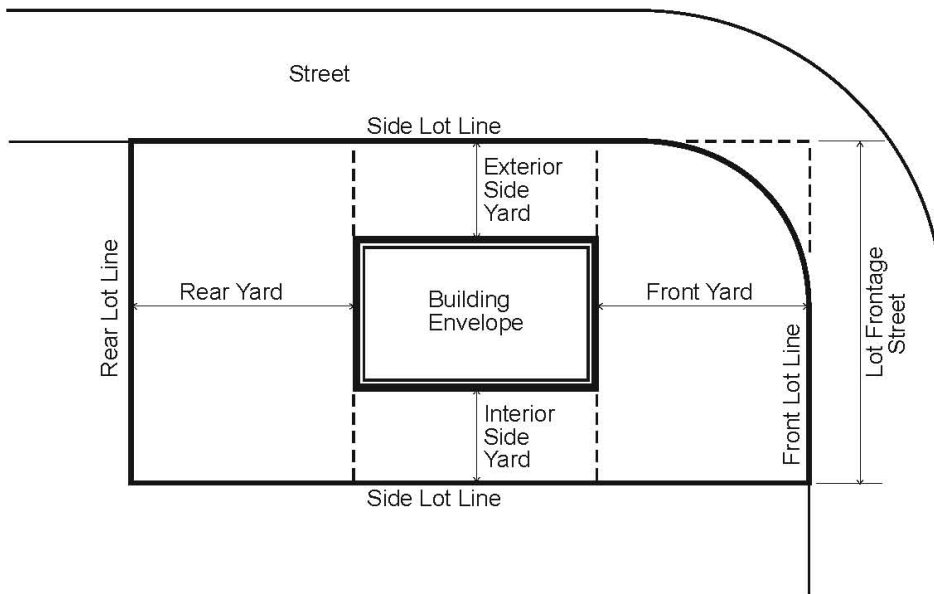 Street
Side Lot Line
Exterior
Side
Yard
Rear Lot Line
Rear Yard
Building
Envelope
Front Yard
Front Lot Line
Lot Frontage
Street
Interior
Side
Yard
Side Lot Line